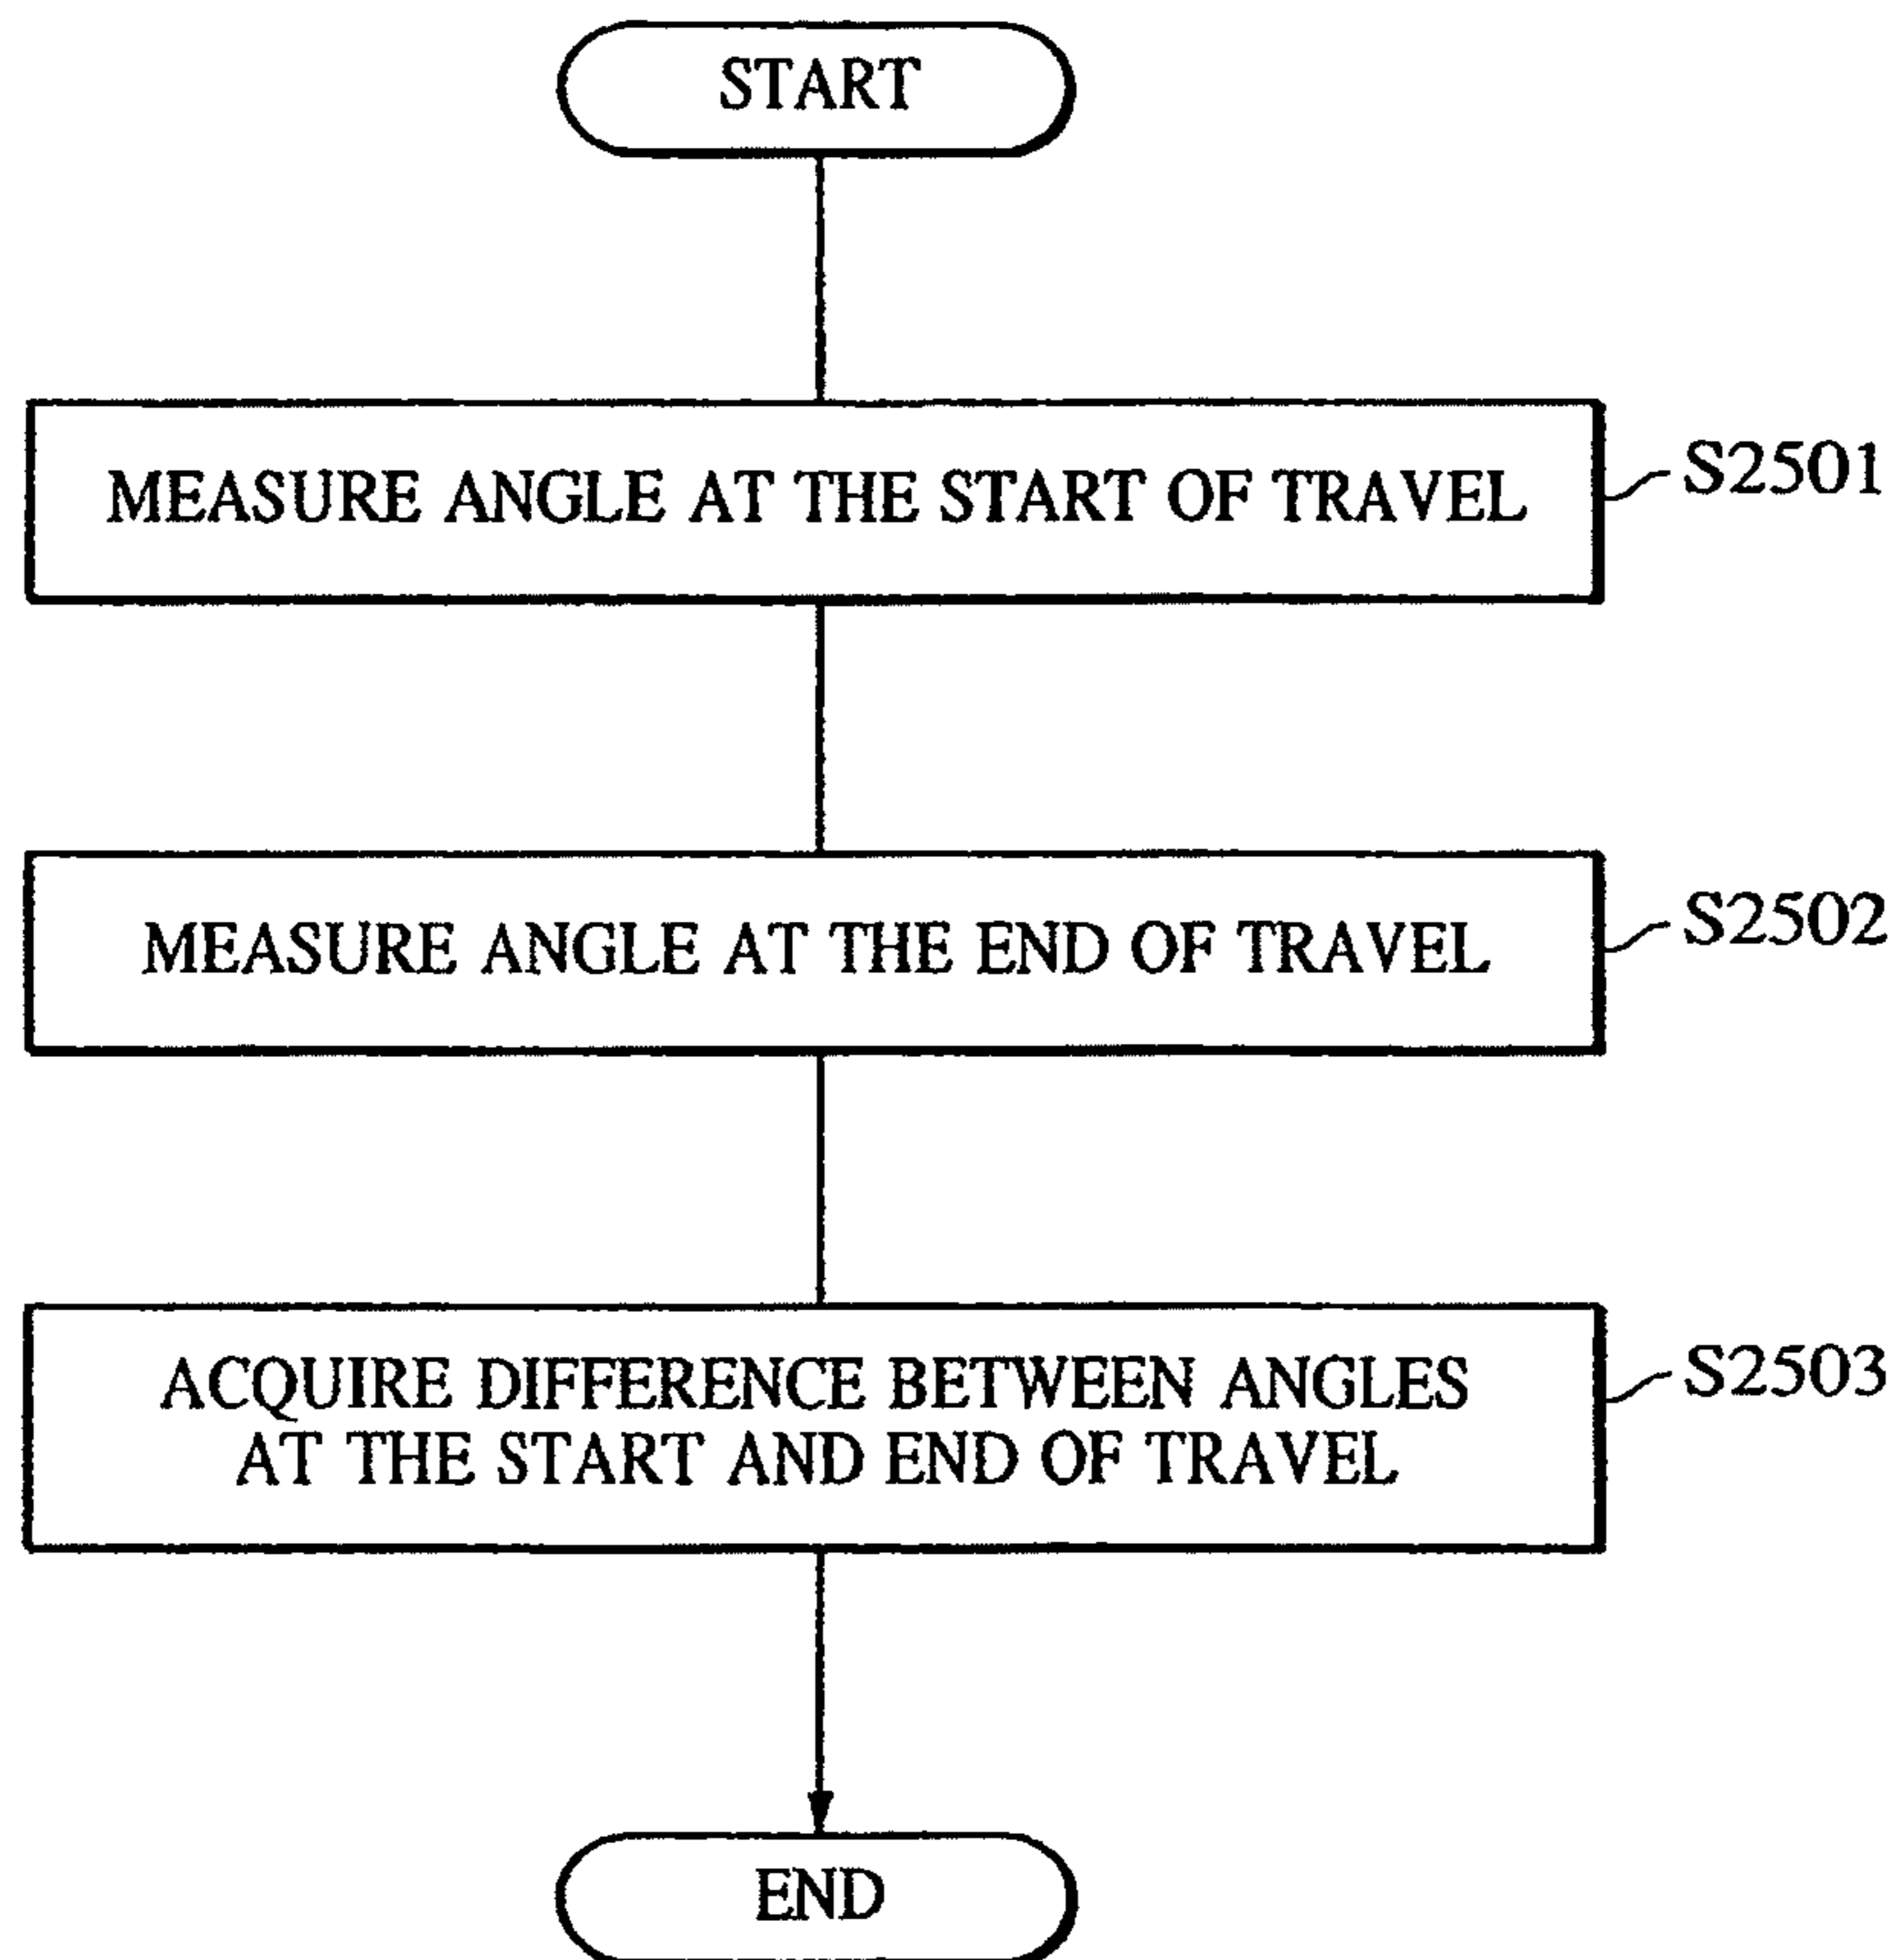 START
MEASURE ANGLE AT THE START OF TRAVEL
S2501
MEASURE ANGLE AT THE END OF TRAVEL
S2502
ACQUIRE DIFFERENCE BETWEEN ANGLES
AT THE START AND END OF TRAVEL
S2503
END